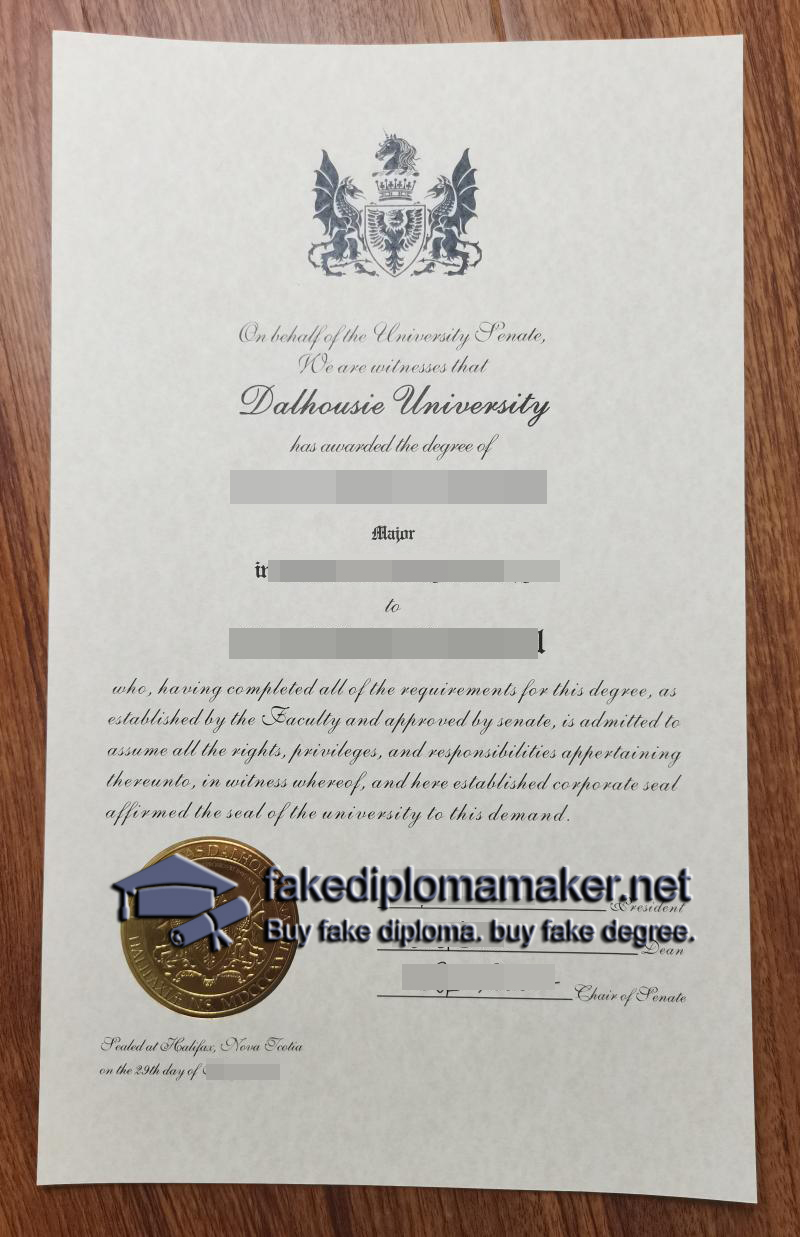 On behalf of the University Senate,
We are witnesses that
Dalhousie University
has awarded the degree of
Major
in
to
who, having completed all of the requirements for this degree, as
established by the Faculty and approved by senate, is admitted to
assume all the rights, privileges, and responsibilities appertaining
thereunto, in witness whereof, and here established corporate seal
affirmed the seal of the university to this demand.
fakediplomamaker.net
President
Buy fake diploma. buy fake degree.
Dean
Chair of Senate
Sealed at Halifax, Nova Tcotia
on the 29th day of